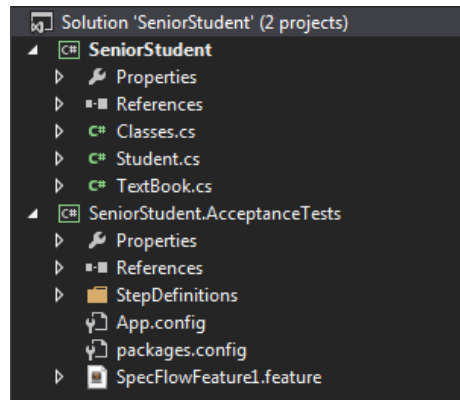 Solution 'SeniorStudent' (2 projects)
C# SeniorStudent
Properties
References
C# Classes.cs
C# Student.cs
C# TextBook.cs
C# SeniorStudent.AcceptanceTests
Properties
References
StepDefinitions
App.config
packages.config
SpecFlowFeature1.feature